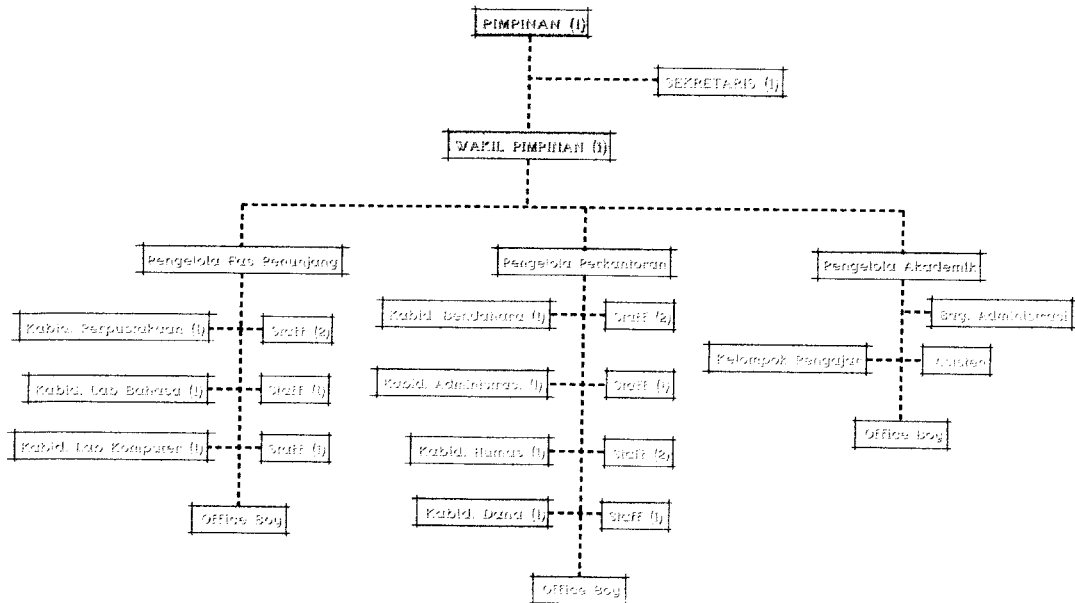 PIMPINAN (1)
SEKRETARIS (1)
WAKIL PIMPINAN (1)
Pengelola Fas Penunjang
Pengelola Perkantoran
Pengelola Akademik
Kabid. Perpustakaan (1)
Staff (2)
Kabid. Bendahara (1)
Staff (2)
Bag. Administrasi
Kelompok Pengajar
Asisten
Kabid. Lab Bahasa (1)
Staff (1)
Kabid. Administrasi. (1)
Staff (1)
Office Boy
Kabid. Lab Komputer (1)
Staff (1)
Kabid. Humas (1)
Staff (2)
Office Boy
Kabid. Dana (1)
Staff (1)
Office Boy